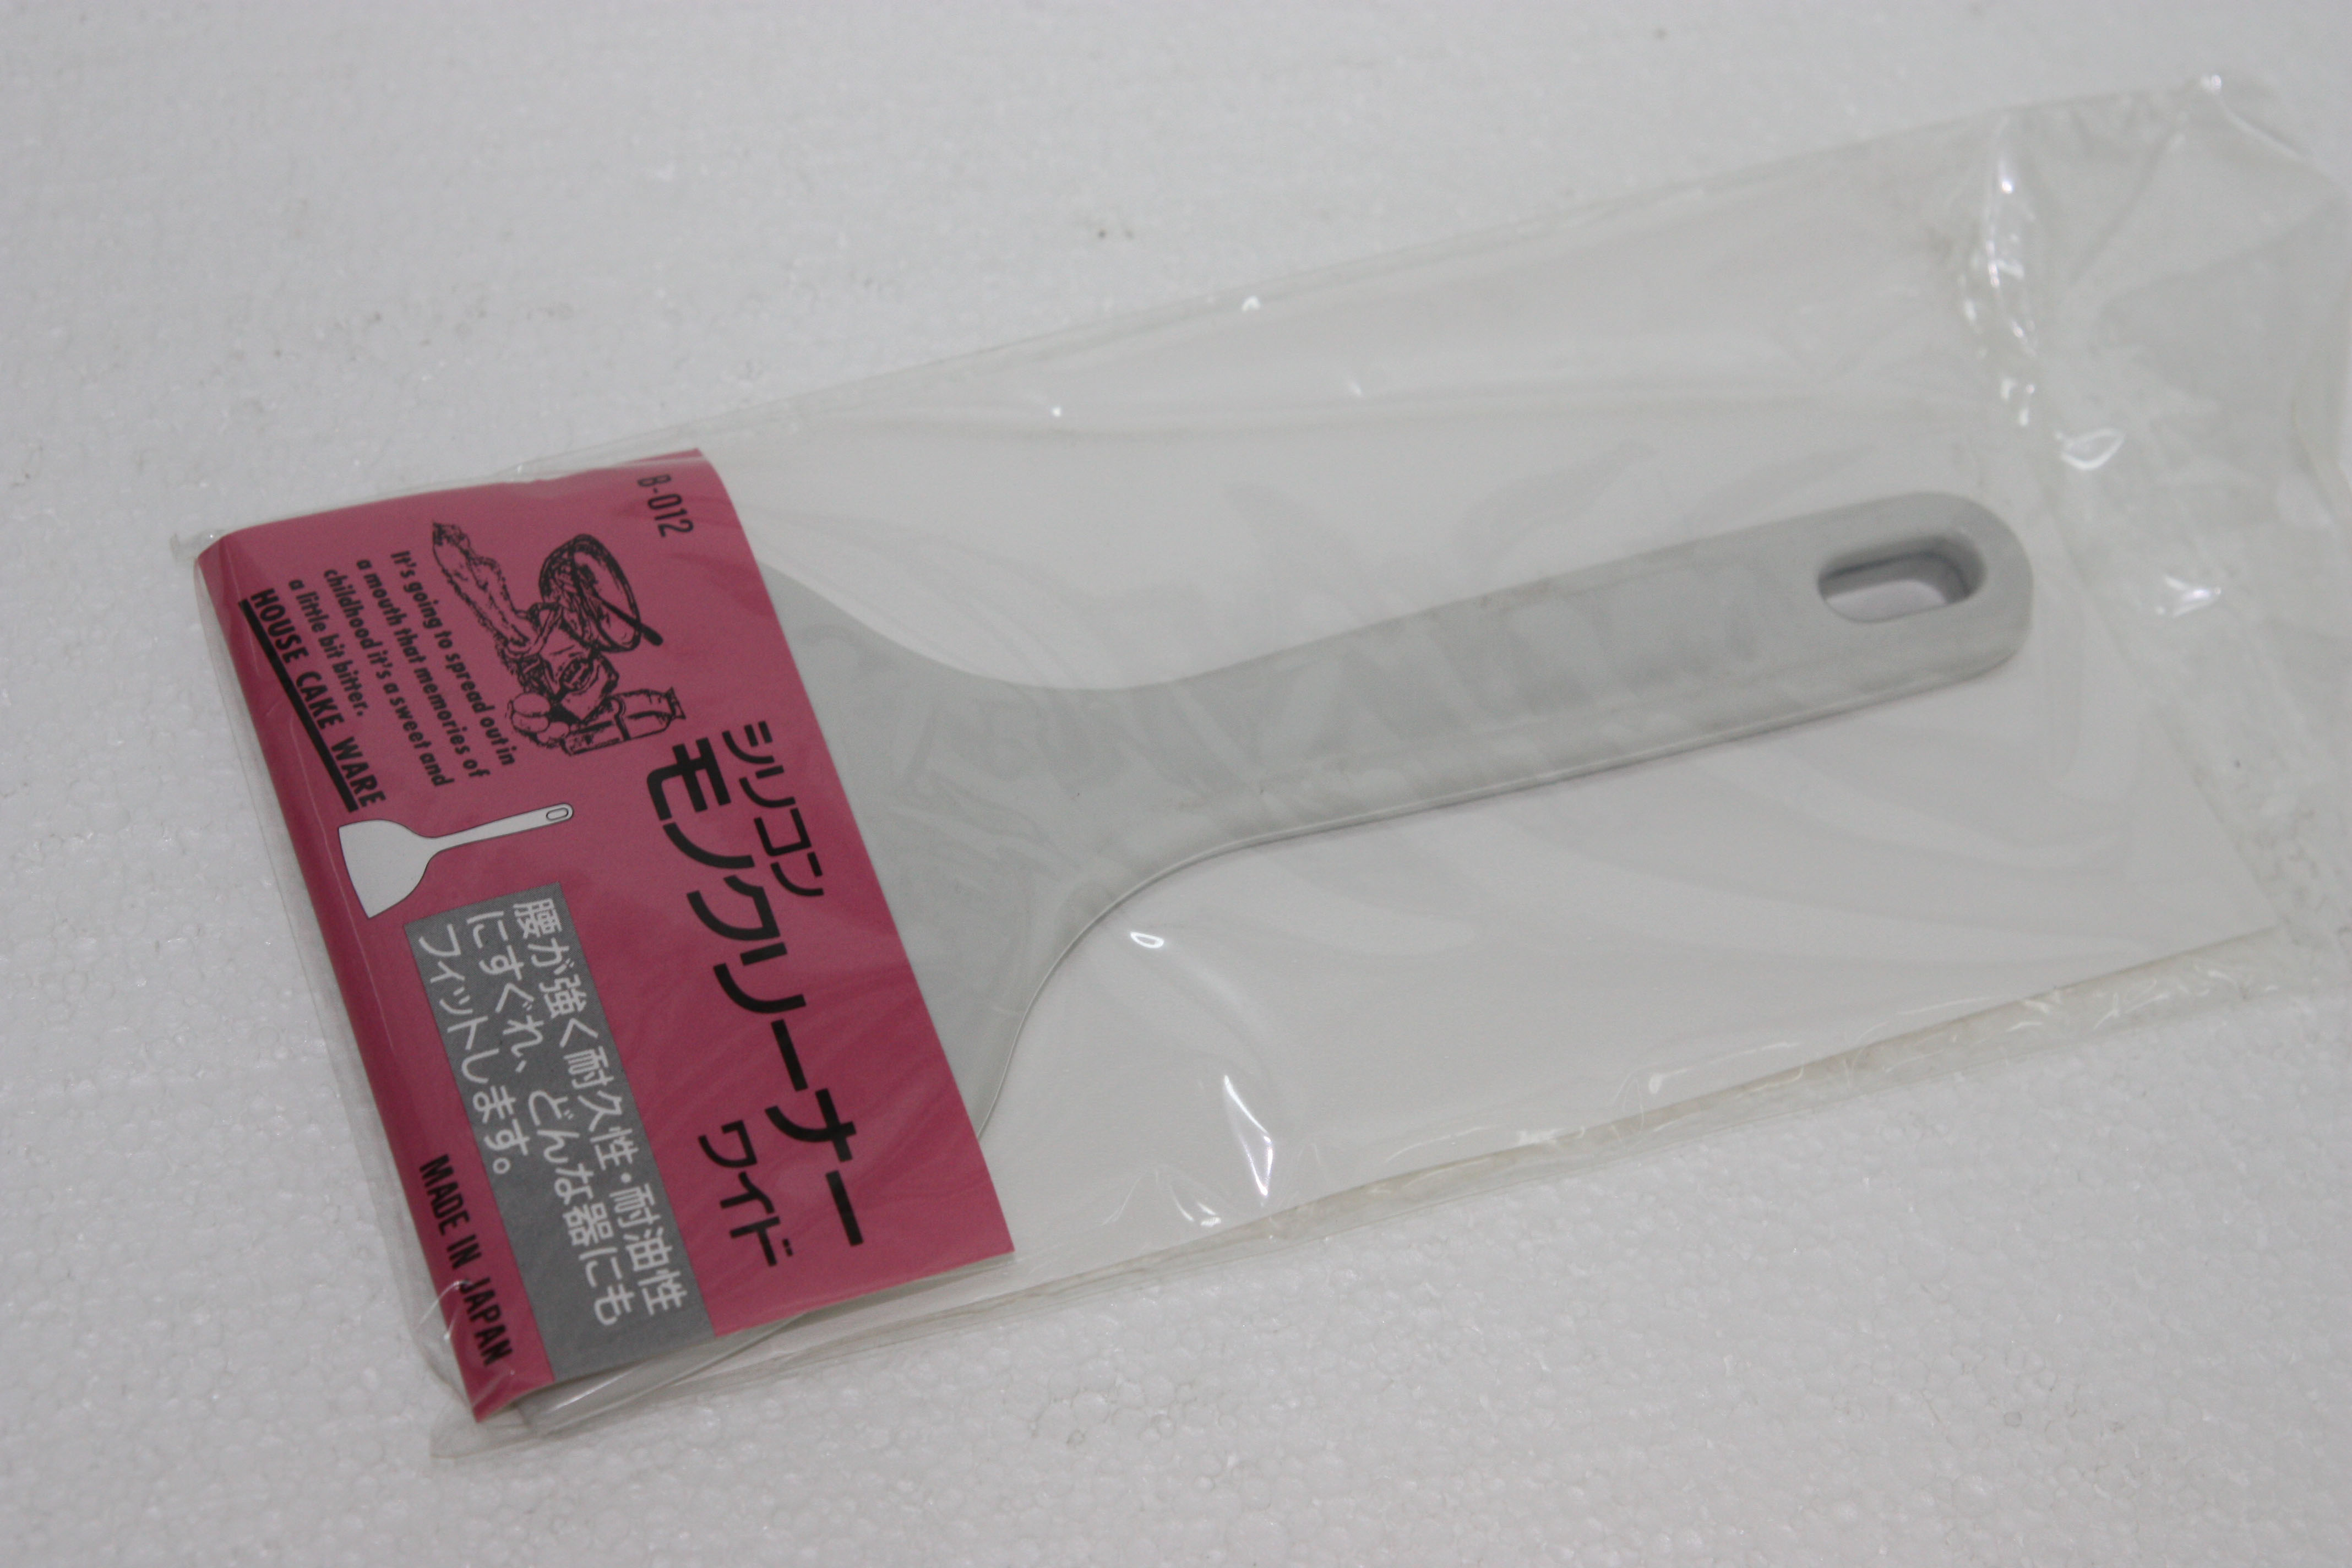 B-012
It's going to spread out in
a mouth that memories of
childhood it's a sweet and
a little bit bitter.
HOUSE CAKE WARE
シリコン
モノクリーナー
ワイド
腰が強く耐久性・耐油性
にすぐれ、どんな器にも
フィットします。
MADE IN JAPAN